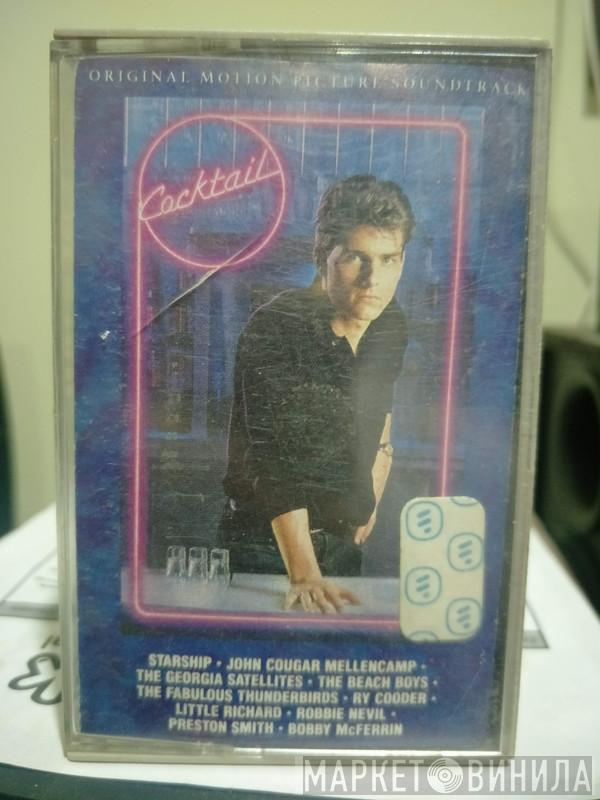 ORIGINAL MOTION PICTURE SOUNDTRACK
Cocktail
STARSHIP · JOHN COUGAR MELLENCAMP ·
THE GEORGIA SATELLITES · THE BEACH BOYS ·
THE FABULOUS THUNDERBIRDS · RY COODER ·
LITTLE RICHARD · ROBBIE NEVIL ·
PRESTON SMITH · BOBBY McFERRIN
МАРКЕТ ВИНИЛА